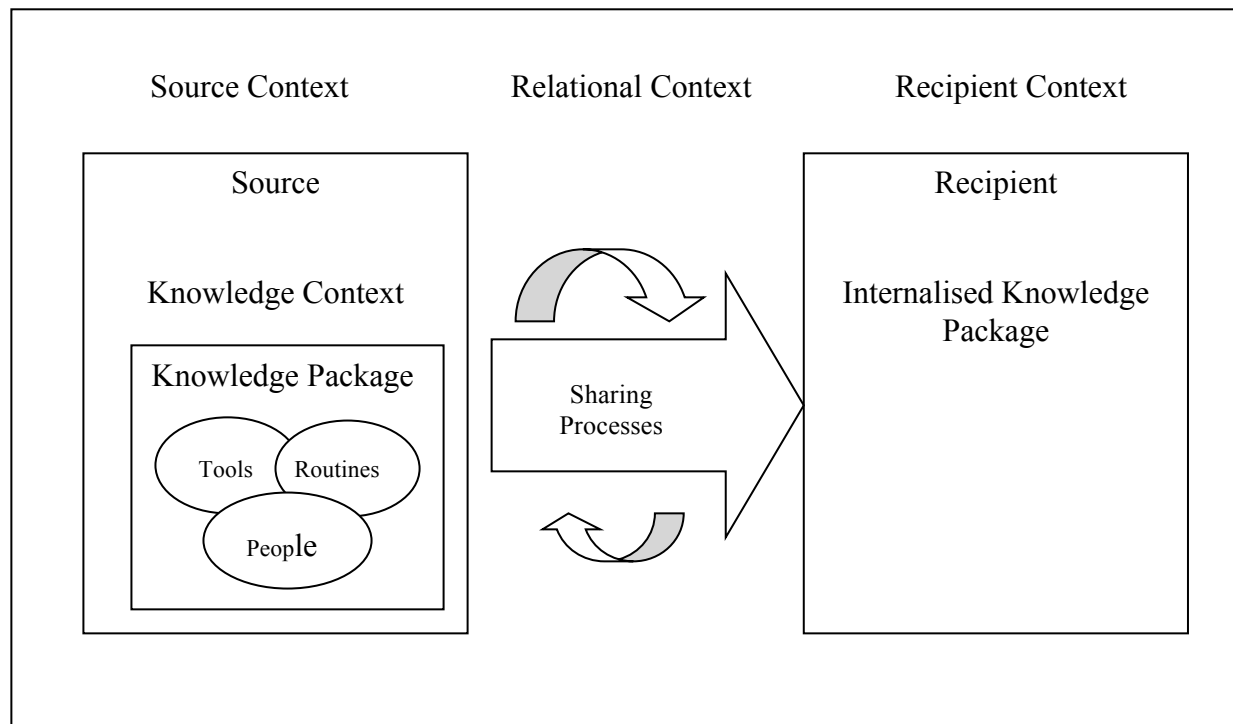 Source Context
Relational Context
Recipient Context
Source
Knowledge Context
Knowledge Package
Tools
Routines
People
Sharing
Processes
Recipient
Internalised Knowledge
Package